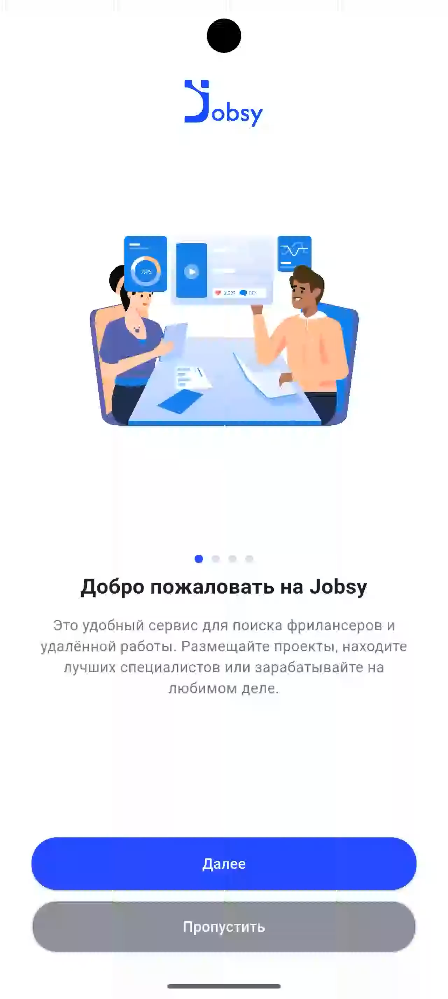 Jobsy
78%
3,527 132
Добро пожаловать на Jobsy
Это удобный сервис для поиска фрилансеров и
удалённой работы. Размещайте проекты, находите
лучших специалистов или зарабатывайте на
любимом деле.
Далее
Пропустить